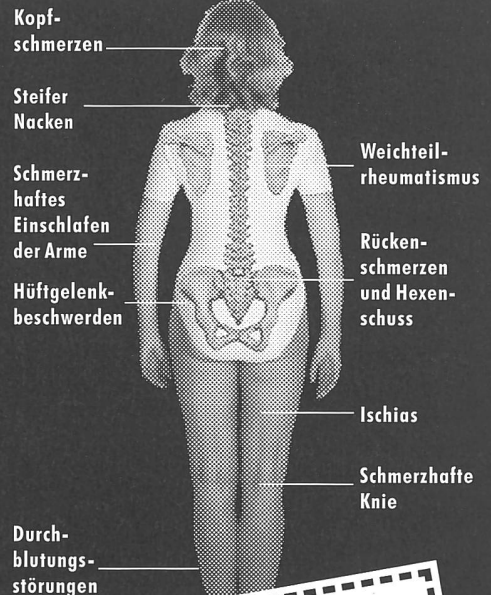 Kopf-
schmerzen
Steifer
Nacken
Schmerz-
haftes
Einschlafen
der Arme
Hüftgelenk-
beschwerden
Durch-
blutungs-
störungen
Weichteil-
rheumatismus
Rücken-
schmerzen
und Hexen-
schuss
Ischias
Schmerzhafte
Knie